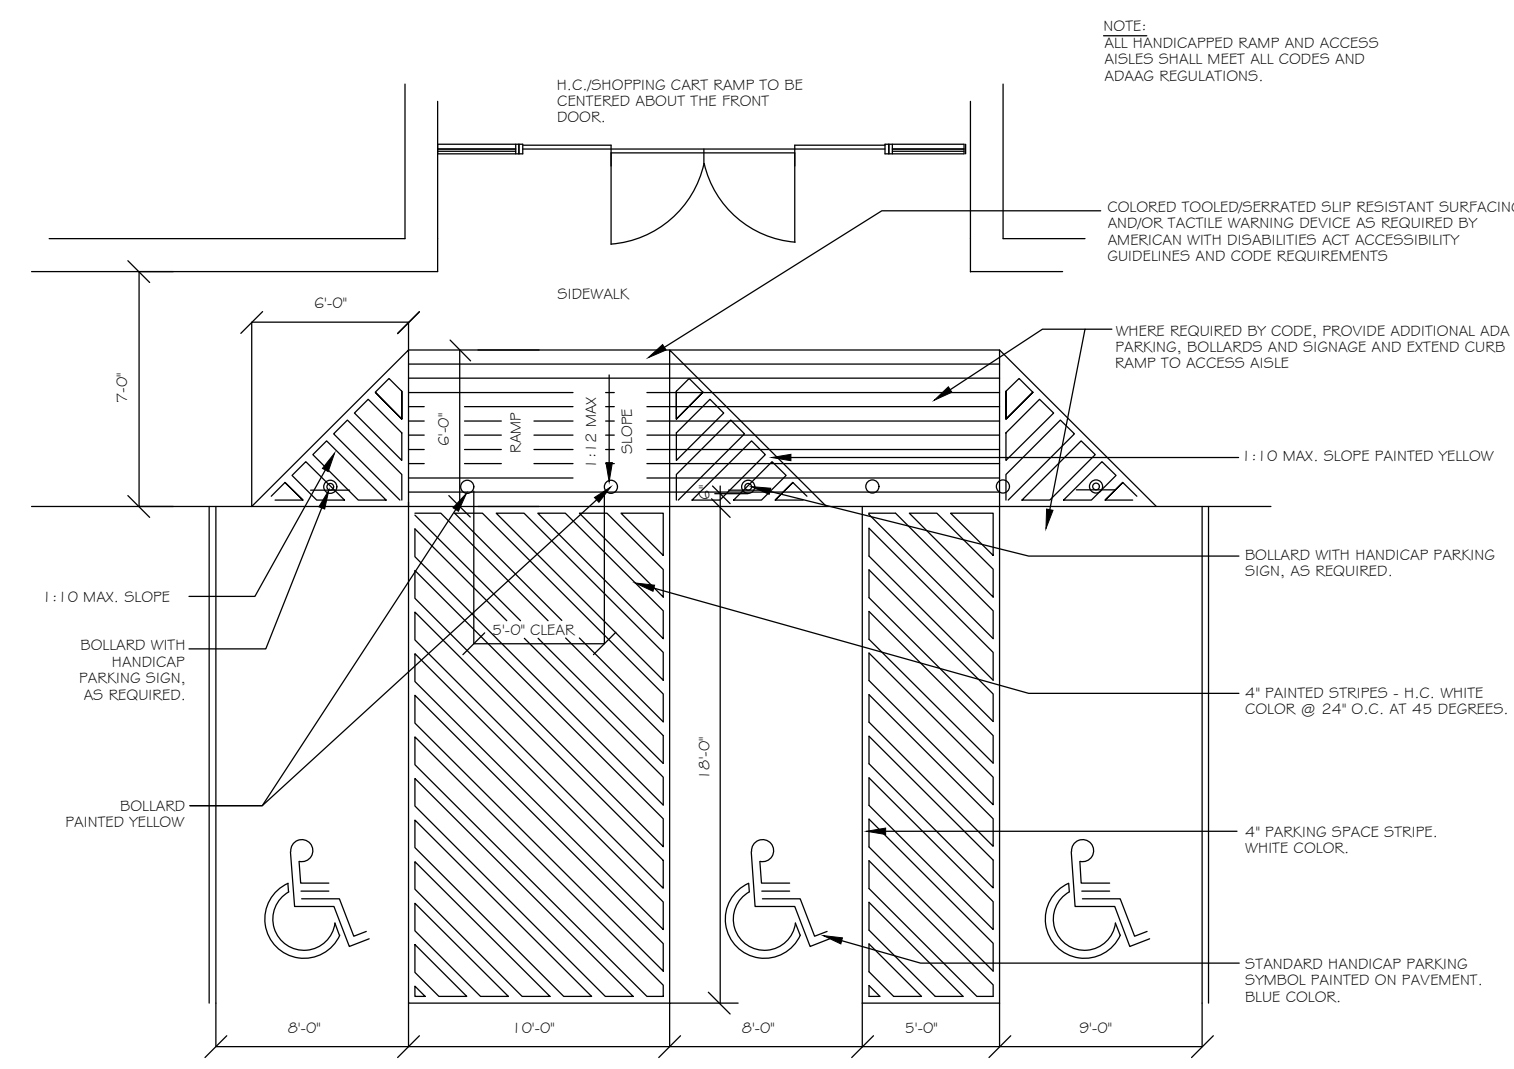 NOTE:
ALL HANDICAPPED RAMP AND ACCESS
AISLES SHALL MEET ALL CODES AND
ADAAG REGULATIONS.
H.C./SHOPPING CART RAMP TO BE
CENTERED ABOUT THE FRONT
DOOR.
COLORED TOOLED/SERRATED SLIP RESISTANT SURFACING
AND/OR TACTILE WARNING DEVICE AS REQUIRED BY
AMERICAN WITH DISABILITIES ACT ACCESSIBILITY
GUIDELINES AND CODE REQUIREMENTS
SIDEWALK
6'-0"
7'-0"
WHERE REQUIRED BY CODE, PROVIDE ADDITIONAL ADA
PARKING, BOLLARDS AND SIGNAGE AND EXTEND CURB
RAMP TO ACCESS AISLE
6'-0"
RAMP
1:12 MAX
SLOPE
1:10 MAX. SLOPE PAINTED YELLOW
6"
BOLLARD WITH HANDICAP PARKING
SIGN, AS REQUIRED.
1:10 MAX. SLOPE
5'-0" CLEAR
BOLLARD WITH
HANDICAP
PARKING SIGN,
AS REQUIRED.
4" PAINTED STRIPES - H.C. WHITE
COLOR @ 24" O.C. AT 45 DEGREES.
18'-0"
BOLLARD
PAINTED YELLOW
4" PARKING SPACE STRIPE.
WHITE COLOR.
STANDARD HANDICAP PARKING
SYMBOL PAINTED ON PAVEMENT.
BLUE COLOR.
8'-0"
10'-0"
8'-0"
5'-0"
9'-0"